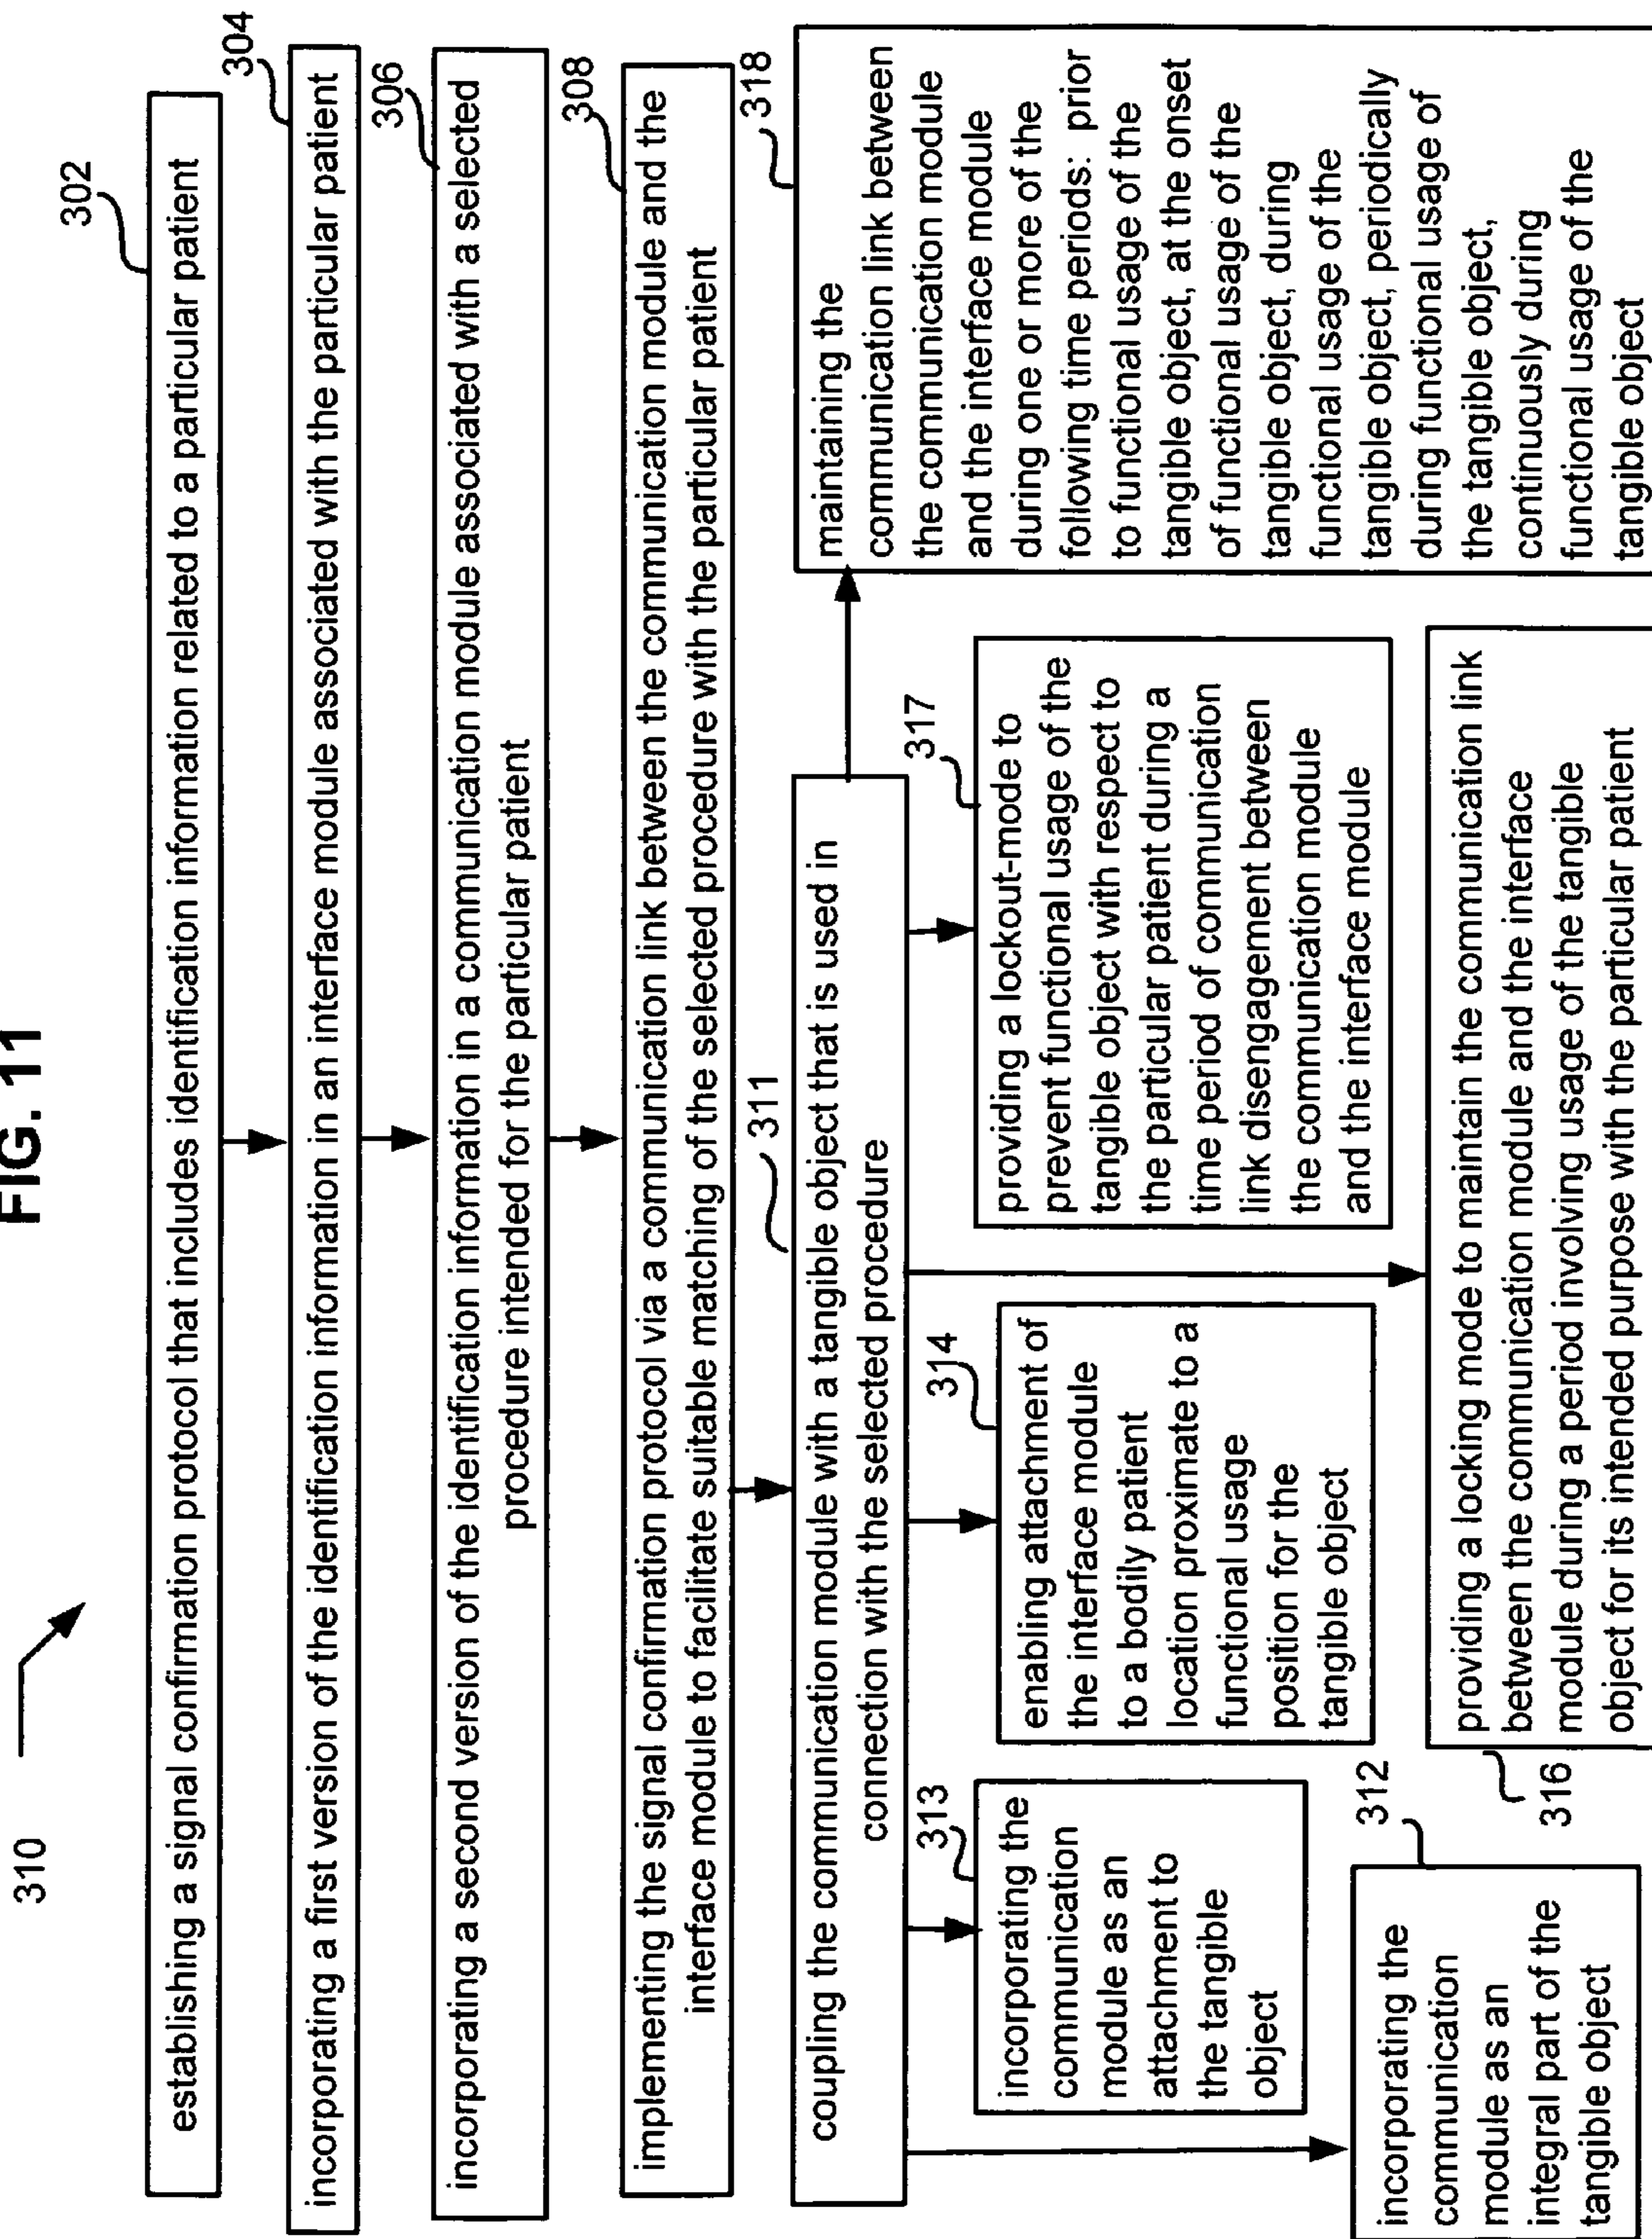 FIG. 11
310
302
establishing a signal confirmation protocol that includes identification information related to a particular patient
304
incorporating a first version of the identification information in an interface module associated with the particular patient
306
incorporating a second version of the identification information in a communication module associated with a selected
procedure intended for the particular patient
308
implementing the signal confirmation protocol via a communication link between the communication module and the
interface module to facilitate suitable matching of the selected procedure with the particular patient
311
coupling the communication module with a tangible object that is used in
connection with the selected procedure
318
maintaining the
communication link between
the communication module
and the interface module
during one or more of the
following time periods: prior
to functional usage of the
tangible object, at the onset
of functional usage of the
tangible object, during
functional usage of the
tangible object, periodically
during functional usage of
the tangible object,
continuously during
functional usage of the
tangible object
313
incorporating the
communication
module as an
attachment to
the tangible
object
314
enabling attachment of
the interface module
to a bodily patient
location proximate to a
functional usage
position for the
tangible object
317
providing a lockout-mode to
prevent functional usage of the
tangible object with respect to
the particular patient during a
time period of communication
link disengagement between
the communication module
and the interface module
312
incorporating the
communication
module as an
integral part of the
tangible object
316
providing a locking mode to maintain the communication link
between the communication module and the interface
module during a period involving usage of the tangible
object for its intended purpose with the particular patient